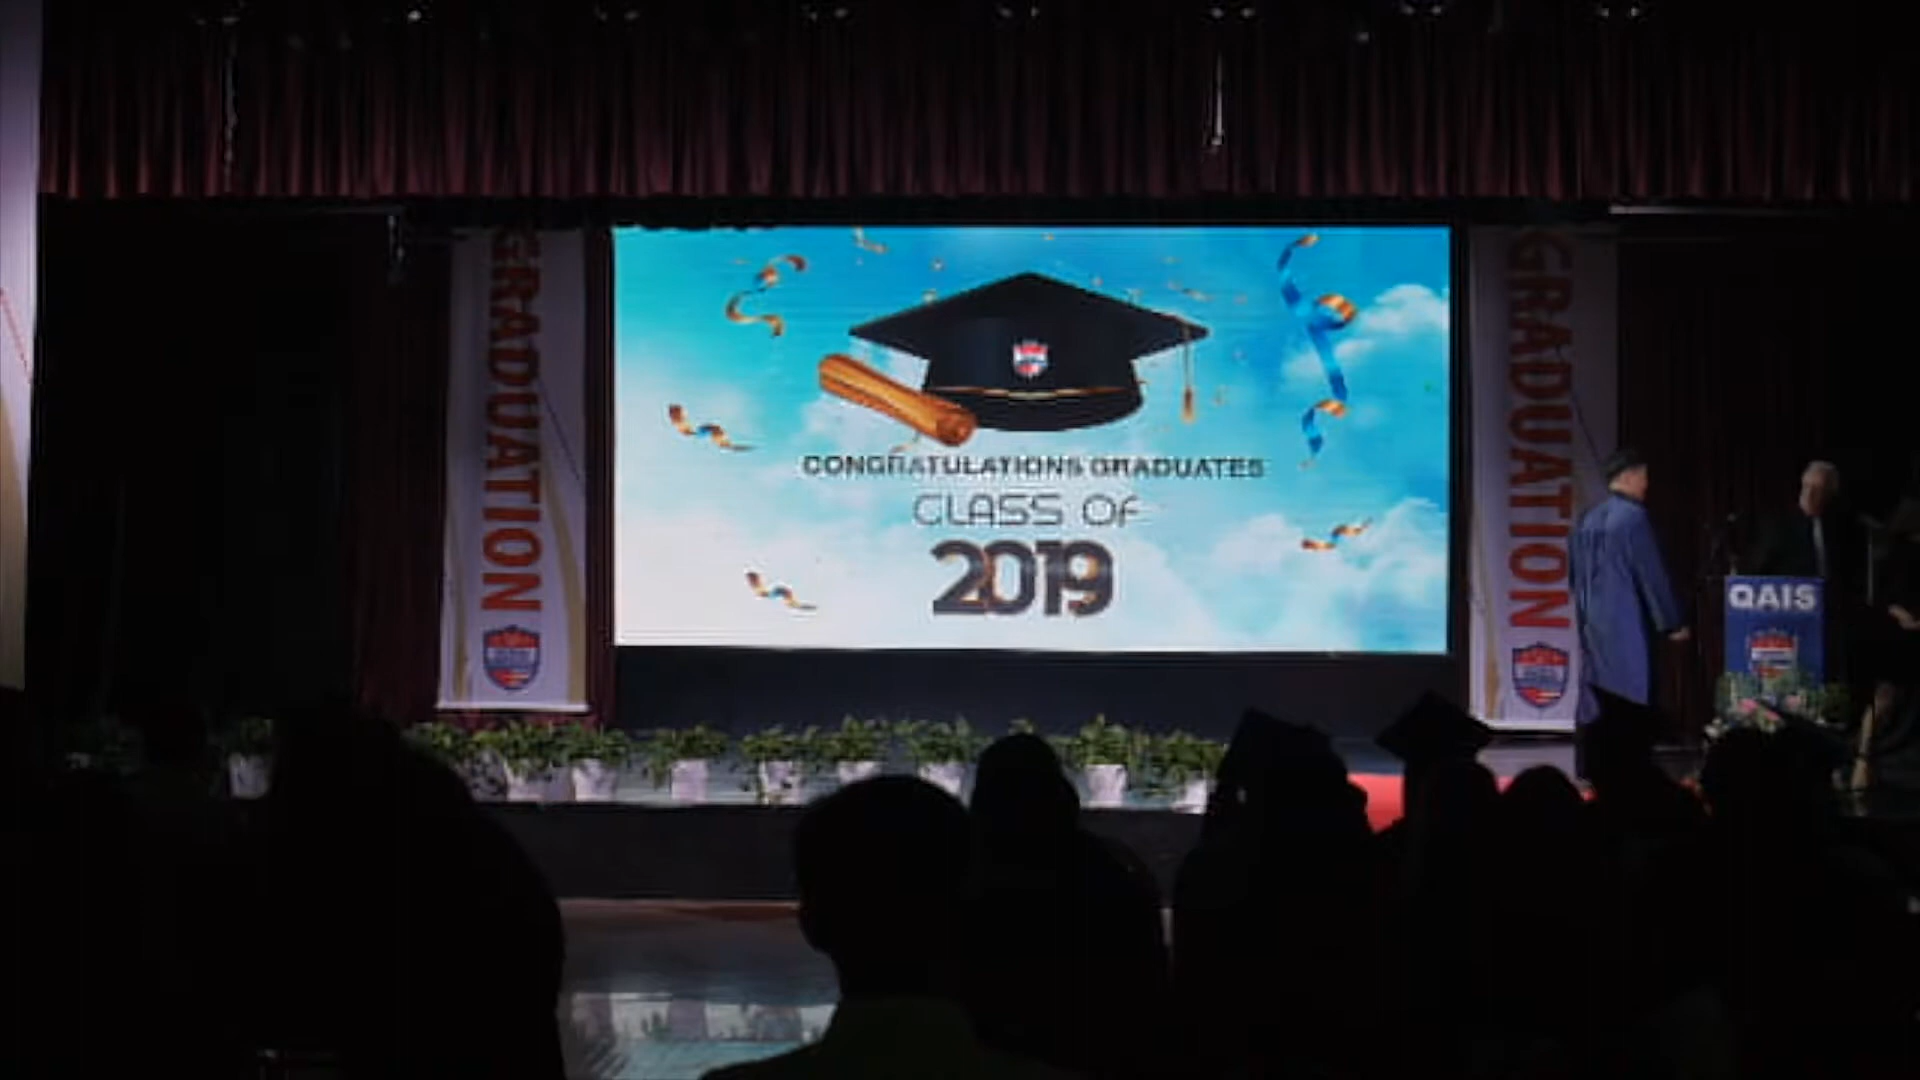 GRADUATION
CONGRATULATIONS GRADUATES
CLASS OF
2019
GRADUATION
QAIS